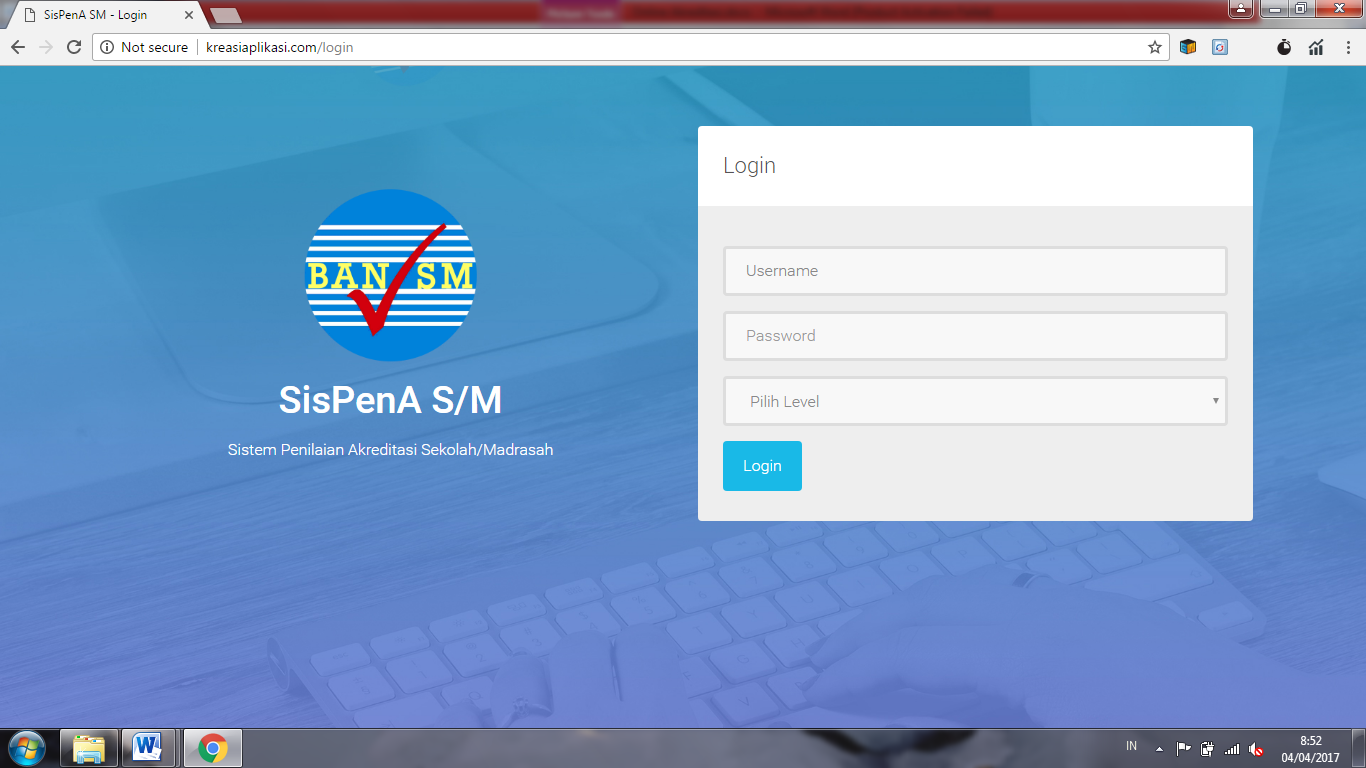 SisPenA SM - Login
Not secure
kreasiaplikasi.com/login
BAN SM
SisPenA S/M
Sistem Penilaian Akreditasi Sekolah/Madrasah
Login
Username
Password
Pilih Level
Login
IN
8:52
04/04/2017